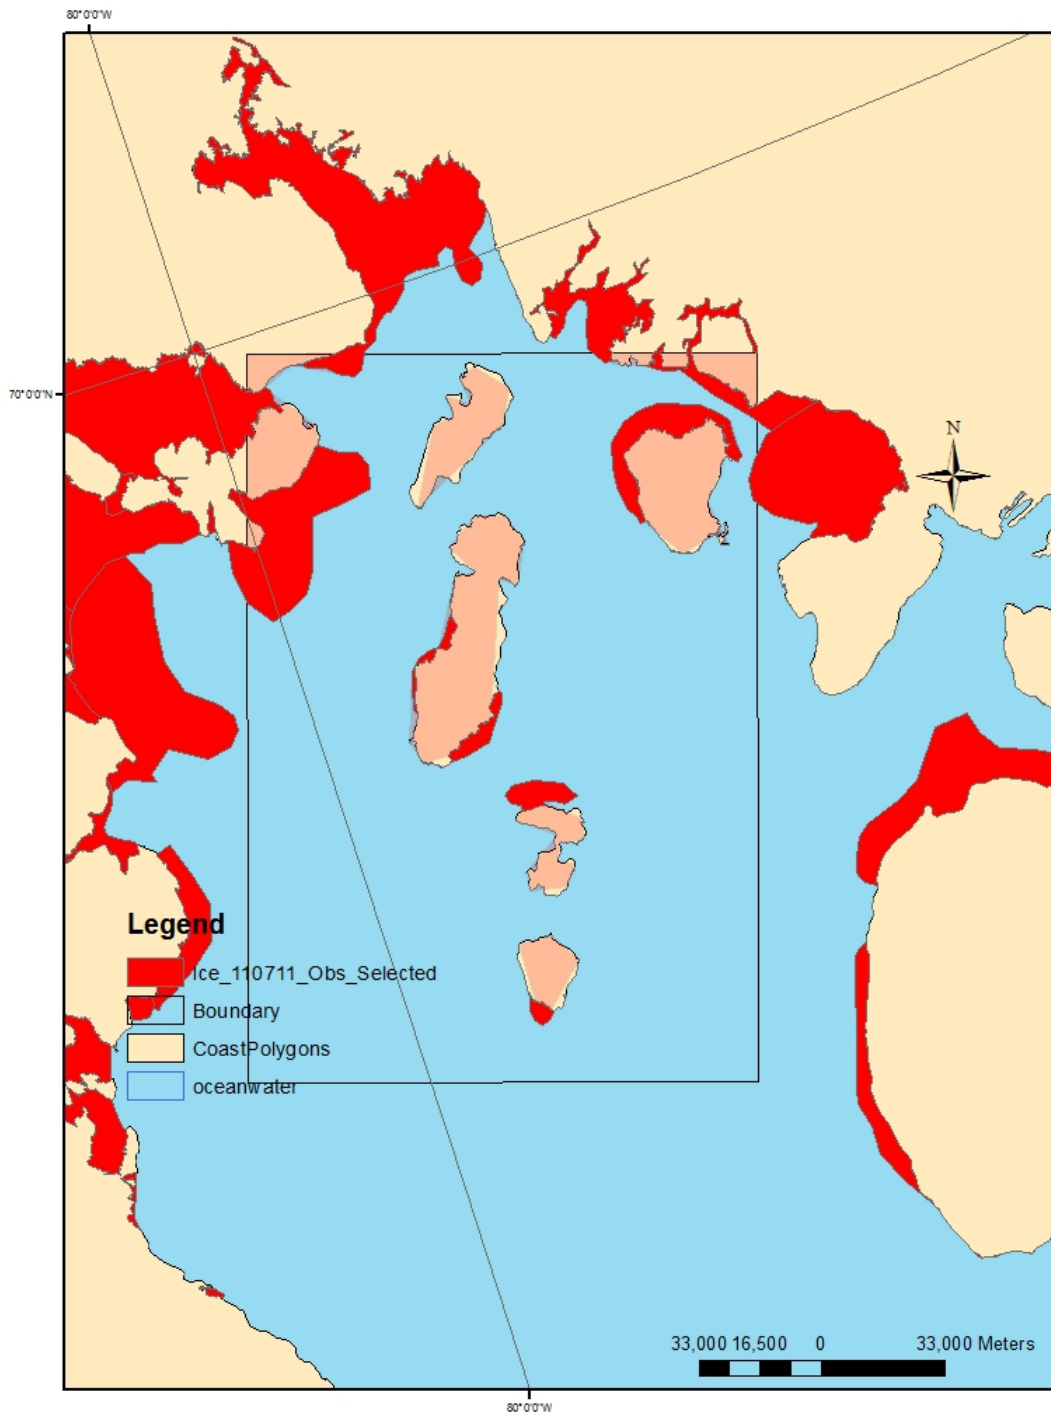 80°0'0"W
70°0'0"N
N
Legend
Ice_110711_Obs_Selected
Boundary
CoastPolygons
oceanwater
33,000 16,500 0 33,000 Meters
80°0'0"W